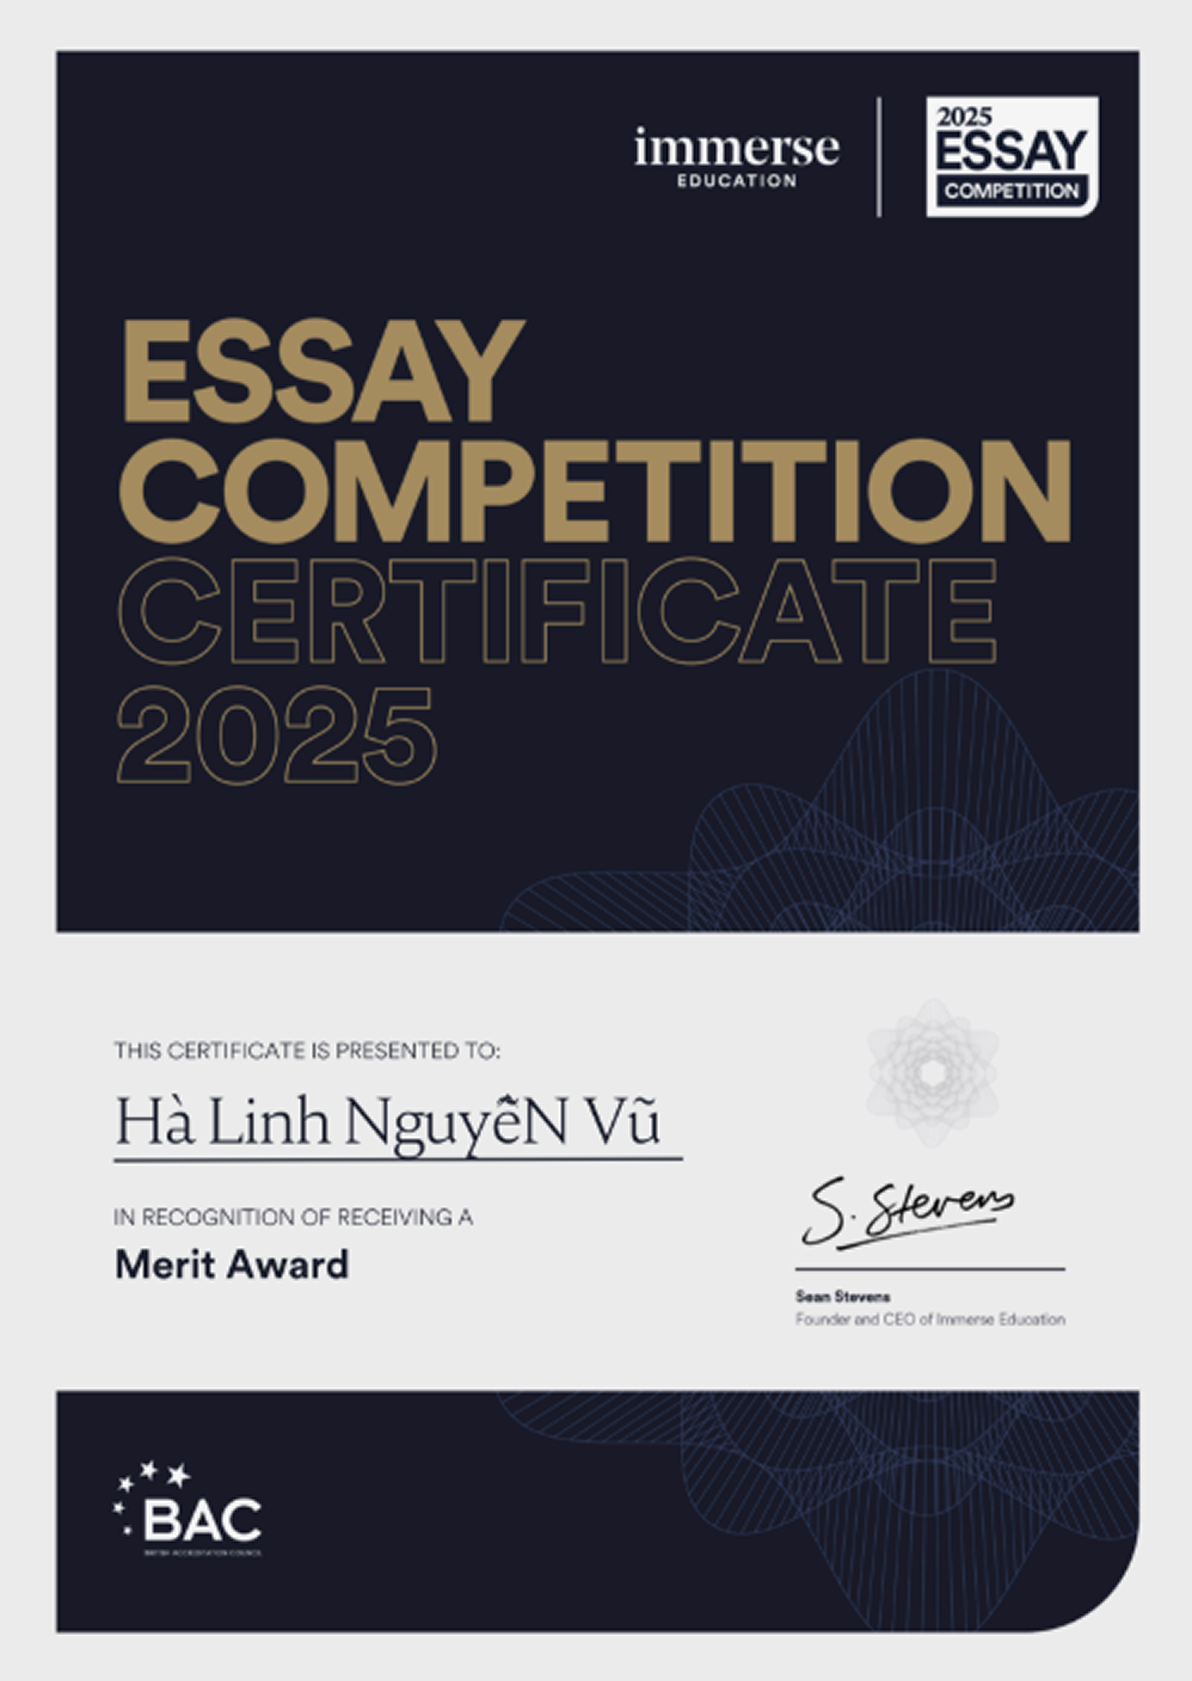 immerse
EDUCATION
2025
ESSAY
COMPETITION
ESSAY
COMPETITION
CERTIFICATE
2025
THIS CERTIFICATE IS PRESENTED TO:
Hà Linh NguyễN Vũ
IN RECOGNITION OF RECEIVING A
Merit Award
S. Stevens
Sean Stevens
Founder and CEO of Immerse Education
BAC
BRITISH ACCREDITATION COUNCIL